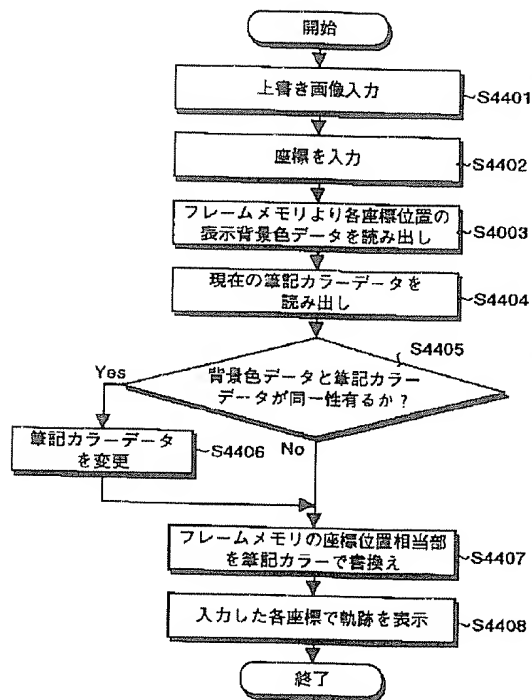 開始
上書き画像入力
S4401
座標を入力
S4402
フレームメモリより各座標位置の
表示背景色データを読み出し
S4003
現在の筆記カラーデータを
読み出し
S4404
S4405
背景色データと筆記カラー
データが同一性有るか?
Yes
No
筆記カラーデータ
を変更
S4406
フレームメモリの座標位置相当部
を筆記カラーで書換え
S4407
入力した各座標で軌跡を表示
S4408
終了